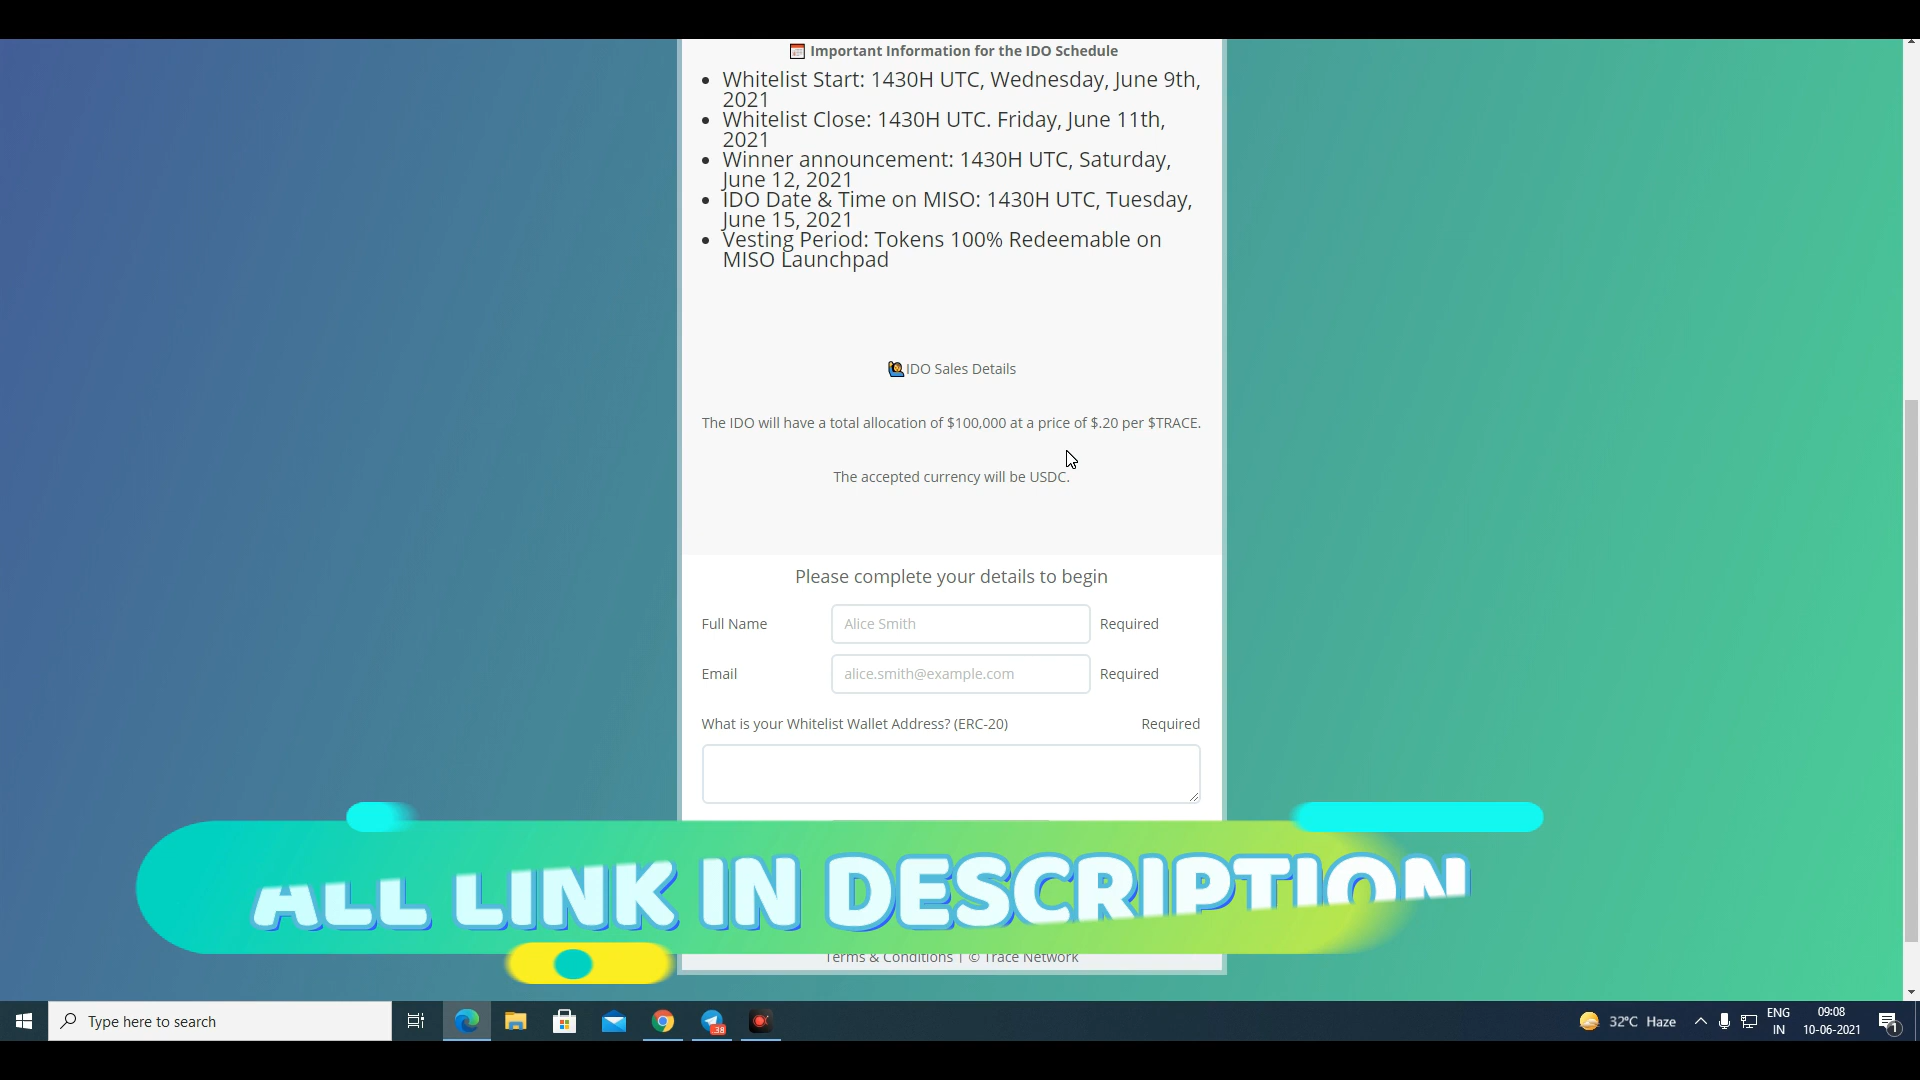 Important Information for the IDO Schedule
Whitelist Start: 1430H UTC, Wednesday, June 9th,
2021
Whitelist Close: 1430H UTC. Friday, June 11th,
2021
Winner announcement: 1430H UTC, Saturday,
June 12, 2021
IDO Date & Time on MISO: 1430H UTC, Tuesday,
June 15, 2021
Vesting Period: Tokens 100% Redeemable on
MISO Launchpad
IDO Sales Details
The IDO will have a total allocation of $100,000 at a price of $.20 per $TRACE.
The accepted currency will be USDC.
Please complete your details to begin
Full Name
Alice Smith
Required
Email
alice.smith@example.com
Required
What is your Whitelist Wallet Address? (ERC-20)
Required
ALL LINK IN DESCRIPTION
Terms & Conditions | © Trace Network
Type here to search
38
32°C Haze
ENG
IN
09:08
10-06-2021
1